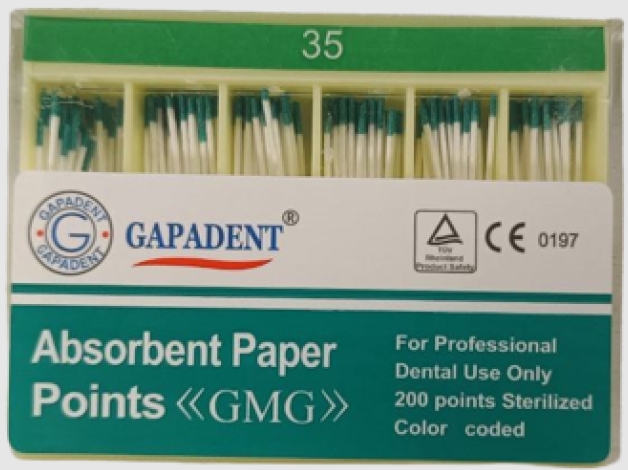 35
GAPADENT
G
GAPADENT
GAPADENT®
TÜV
Rheinland
Product Safety
CE 0197
Absorbent Paper
Points «GMG»
For Professional
Dental Use Only
200 points Sterilized
Color coded